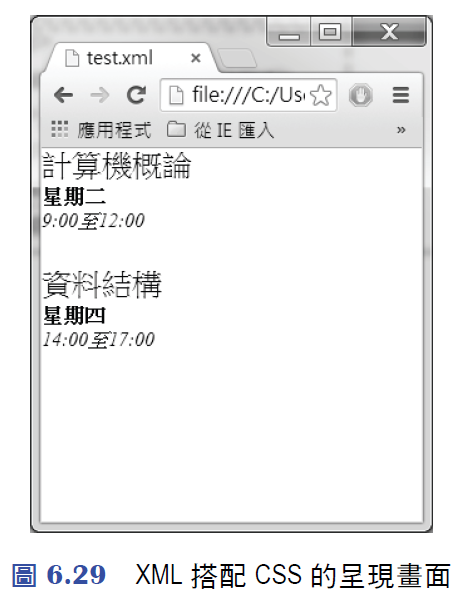 test.xml
file:///C:/Us
應用程式 從 IE 匯入 »
計算機概論
星期二
9:00至12:00
資料結構
星期四
14:00至17:00
圖 6.29 XML 搭配 CSS 的呈現畫面